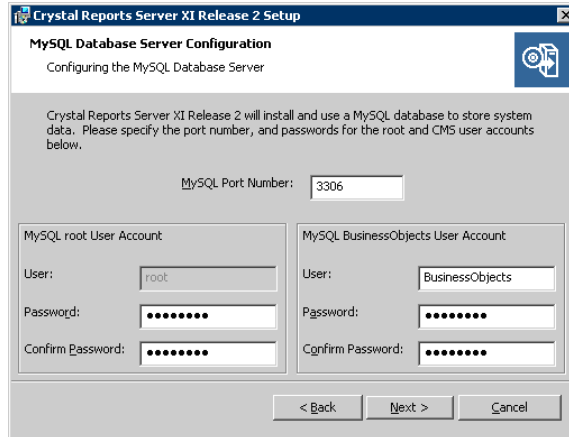 Crystal Reports Server XI Release 2 Setup
MySQL Database Server Configuration
Configuring the MySQL Database Server
Crystal Reports Server XI Release 2 will install and use a MySQL database to store system
data. Please specify the port number, and passwords for the root and CMS user accounts
below.
MySQL Port Number: 3306
MySQL root User Account
User: root
Password: ●●●●●●●●
Confirm Password: ●●●●●●●●
MySQL BusinessObjects User Account
User: BusinessObjects
Password: ●●●●●●●●
Confirm Password: ●●●●●●●●
< Back Next > Cancel